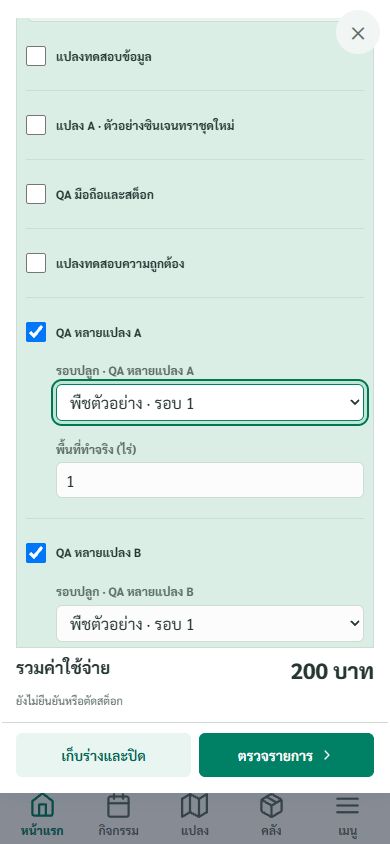 แปลงทดสอบข้อมูล
แปลง A · ตัวอย่างซินเจนทราชุดใหม่
QA มือถือและสต็อก
แปลงทดสอบความถูกต้อง
QA หลายแปลง A
รอบปลูก · QA หลายแปลง A
พืชตัวอย่าง · รอบ 1
พื้นที่ทำจริง (ไร่)
1
QA หลายแปลง B
รอบปลูก · QA หลายแปลง B
พืชตัวอย่าง · รอบ 1
รวมค่าใช้จ่าย 200 บาท
ยังไม่ยืนยันหรือตัดสต็อก
เก็บร่างและปิด ตรวจรายการ
หน้าแรก กิจกรรม แปลง คลัง เมนู